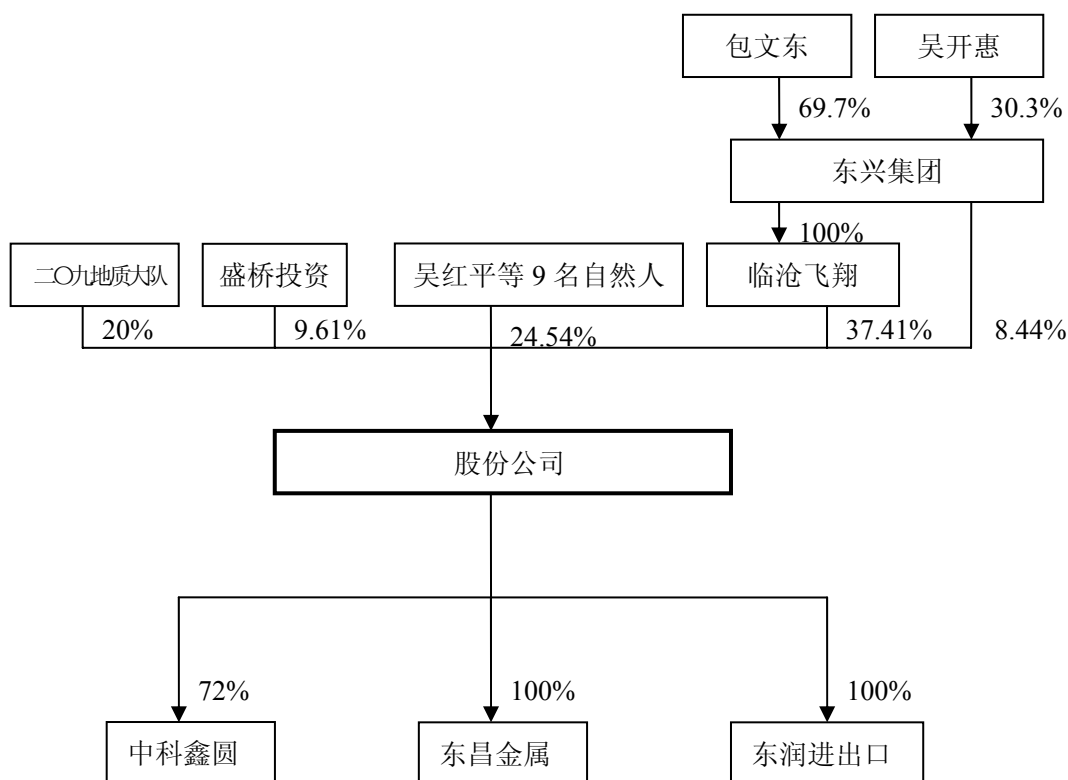 包文东
吴开惠
69.7%
30.3%
东兴集团
100%
二〇九地质大队
盛桥投资
吴红平等 9 名自然人
临沧飞翔
20%
9.61%
24.54%
37.41%
8.44%
股份公司
72%
100%
100%
中科鑫圆
东昌金属
东润进出口